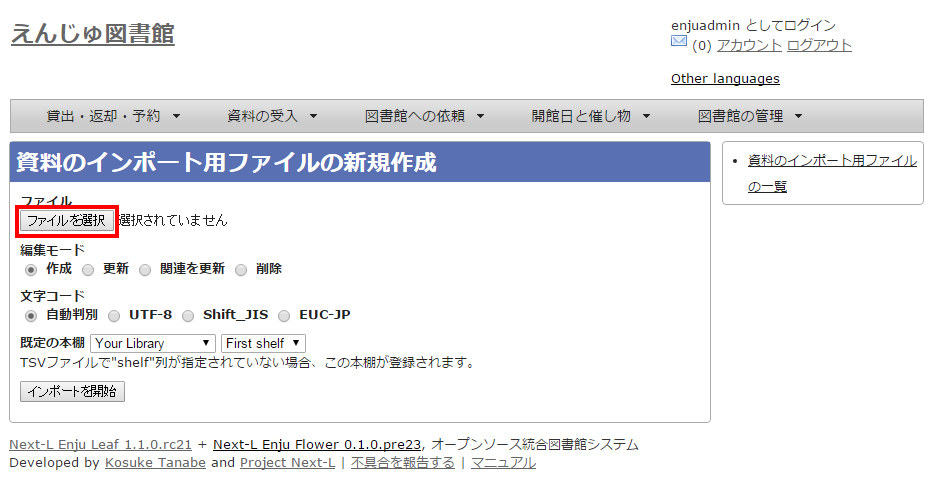 えんじゅ図書館
enjuadmin としてログイン
(0) アカウント ログアウト
Other languages
貸出・返却・予約 ▼ 資料の受入 ▼ 図書館への依頼 ▼ 開館日と催し物 ▼ 図書館の管理 ▼
資料のインポート用ファイルの新規作成
ファイル
ファイルを選択 選択されていません
編集モード
作成 更新 関連を更新 削除
文字コード
自動判別 UTF-8 Shift_JIS EUC-JP
既定の本棚 Your Library ▼ First shelf ▼
TSVファイルで"shelf"列が指定されていない場合、この本棚が登録されます。
インポートを開始
• 資料のインポート用ファイル
の一覧
Next-L Enju Leaf 1.1.0.rc21 + Next-L Enju Flower 0.1.0.pre23, オープンソース統合図書館システム
Developed by Kosuke Tanabe and Project Next-L | 不具合を報告する | マニュアル